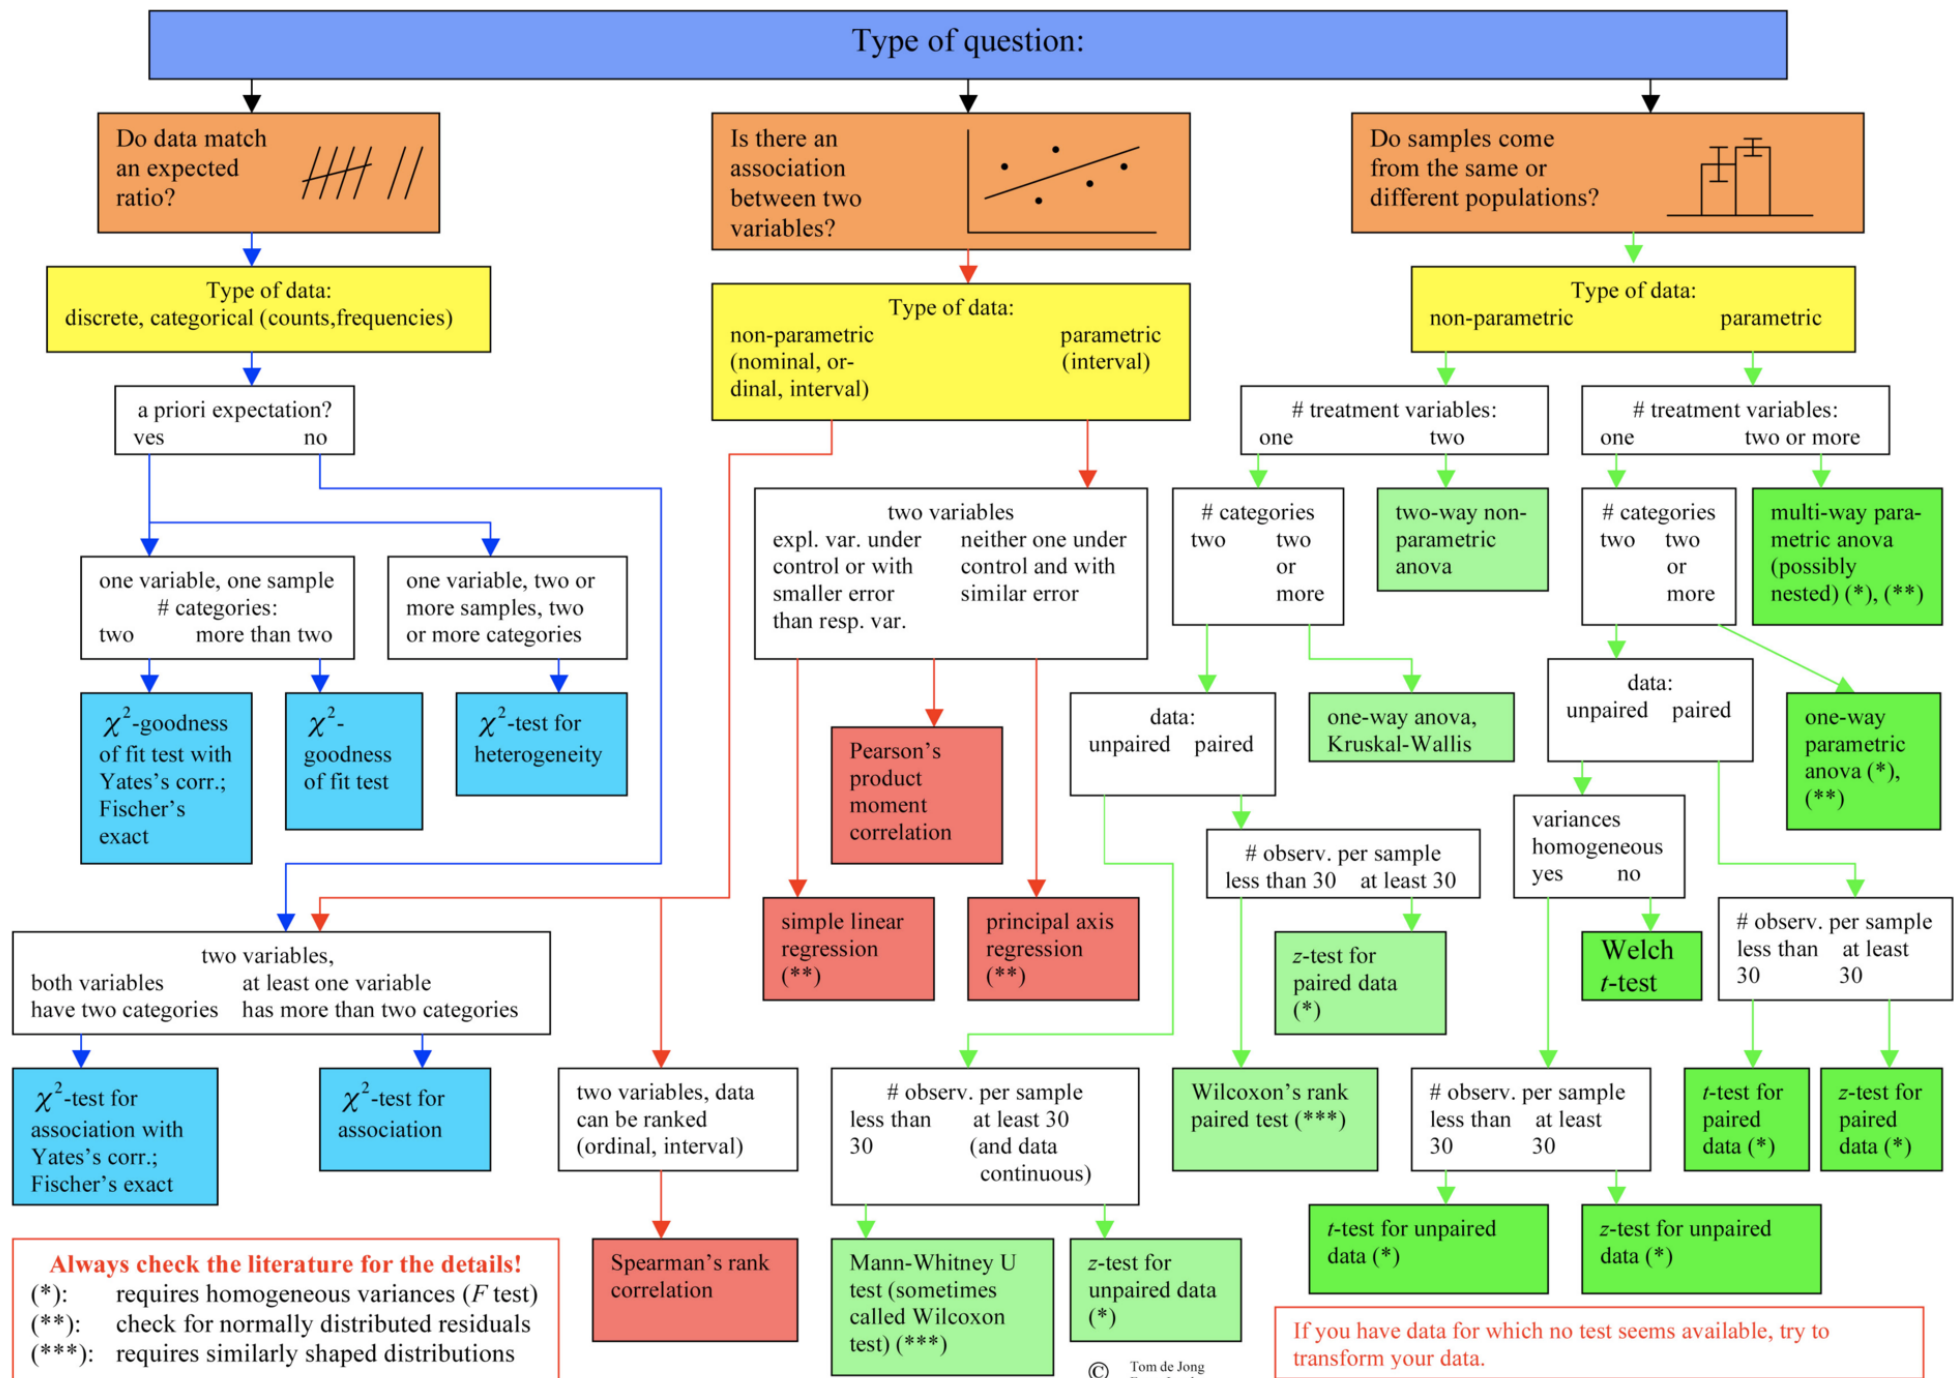 Type of question:
Do data match
an expected
ratio?
Is there an
association
between two
variables?
Do samples come
from the same or
different populations?
Type of data:
discrete, categorical (counts,frequencies)
Type of data:
non-parametric parametric
(nominal, or- (interval)
dinal, interval)
Type of data:
non-parametric parametric
a priori expectation?
yes no
# treatment variables:
one two
# treatment variables:
one two or more
two variables
expl. var. under neither one under
control or with control and with
smaller error similar error
than resp. var.
# categories
two two
or
more
two-way non-
parametric
anova
# categories
two two
or
more
multi-way para-
metric anova
(possibly
nested) (*), (**)
one variable, one sample
# categories:
two more than two
one variable, two or
more samples, two
or more categories
χ²-goodness
of fit test with
Yates's corr.;
Fischer's
exact
χ²-
goodness
of fit test
χ²-test for
heterogeneity
Pearson's
product
moment
correlation
data:
unpaired paired
one-way anova,
Kruskal-Wallis
data:
unpaired paired
one-way
parametric
anova (*),
(**)
# observ. per sample
less than 30 at least 30
variances
homogeneous
yes no
simple linear
regression
(**)
principal axis
regression
(**)
z-test for
paired data
(*)
Welch
t-test
# observ. per sample
less than at least
30 30
two variables,
both variables at least one variable
have two categories has more than two categories
χ²-test for
association with
Yates's corr.;
Fischer's exact
χ²-test for
association
two variables, data
can be ranked
(ordinal, interval)
# observ. per sample
less than at least 30
30 (and data
continuous)
Wilcoxon's rank
paired test (***)
# observ. per sample
less than at least
30 30
t-test for
paired
data (*)
z-test for
paired
data (*)
Spearman's rank
correlation
Mann-Whitney U
test (sometimes
called Wilcoxon
test) (***)
z-test for
unpaired data
(*)
t-test for unpaired
data (*)
z-test for unpaired
data (*)
Always check the literature for the details!
(*): requires homogeneous variances (F test)
(**): check for normally distributed residuals
(***): requires similarly shaped distributions
© Tom de Jong
If you have data for which no test seems available, try to
transform your data.